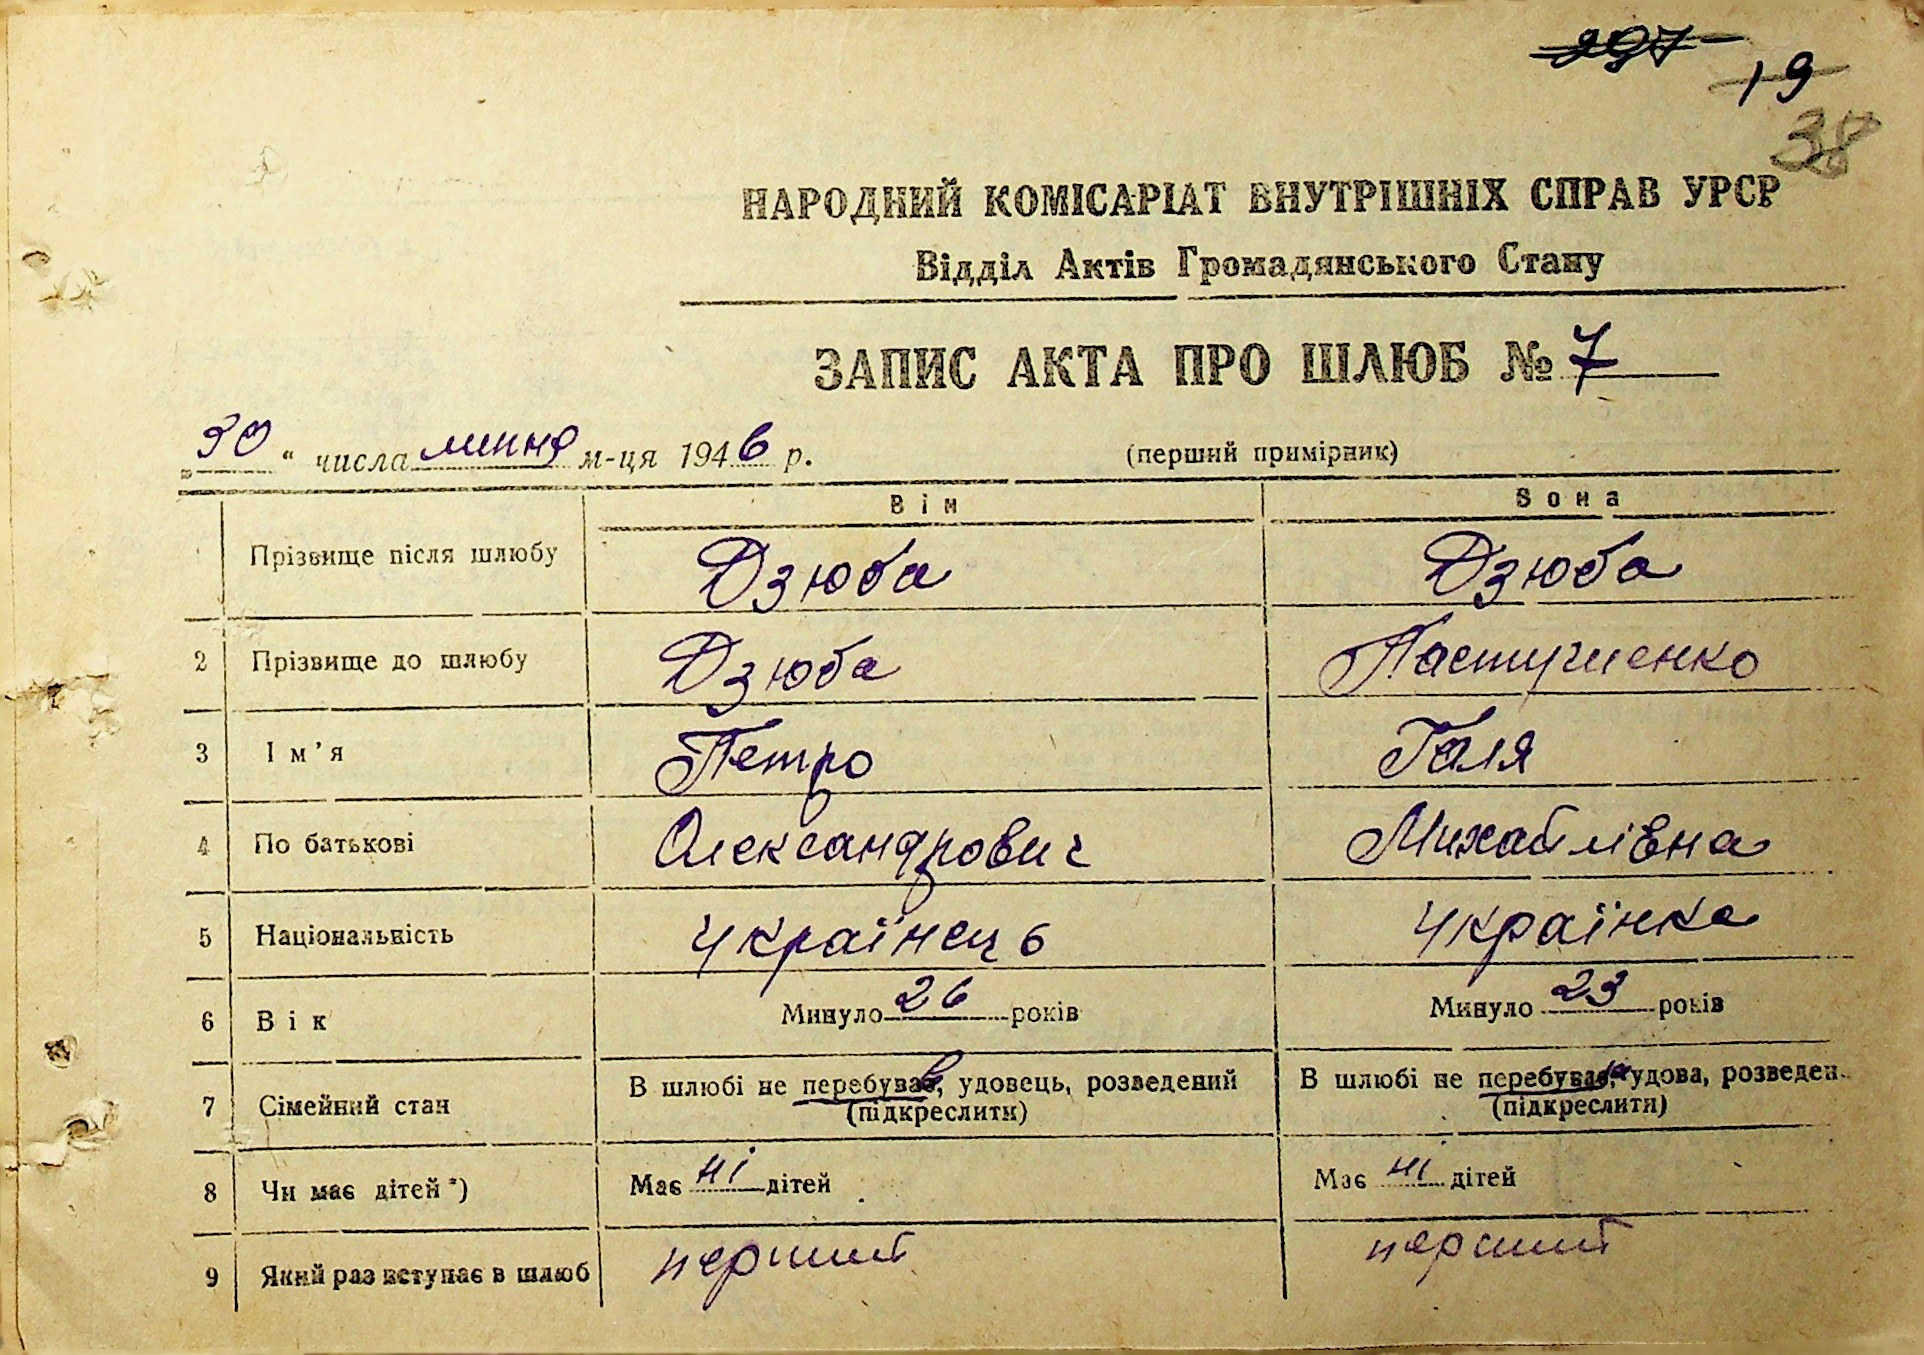 297
19
38
НАРОДНИЙ КОМІСАРІАТ ВНУТРІШНІХ СПРАВ УРСР
Відділ Актів Громадянського Стану
ЗАПИС АКТА ПРО ШЛЮБ № 7
„30“ числа липня м-ця 1946 р. (перший примірник)
Він Вона
Прізвище після шлюбу Дзюба Дзюба
2 Прізвище до шлюбу Дзюба Пастушенко
3 Ім’я Петро Галя
4 По батькові Олександрович Михайлівна
5 Національність Українець Українка
6 Вік Минуло 26 років Минуло 23 років
7 Сімейний стан В шлюбі не перебував, удовець, розведений В шлюбі не перебувала, удова, розведен
(підкреслити) (підкреслити)
8 Чи має дітей *) Має ні дітей Має ні дітей
9 Який раз вступає в шлюб перший перший